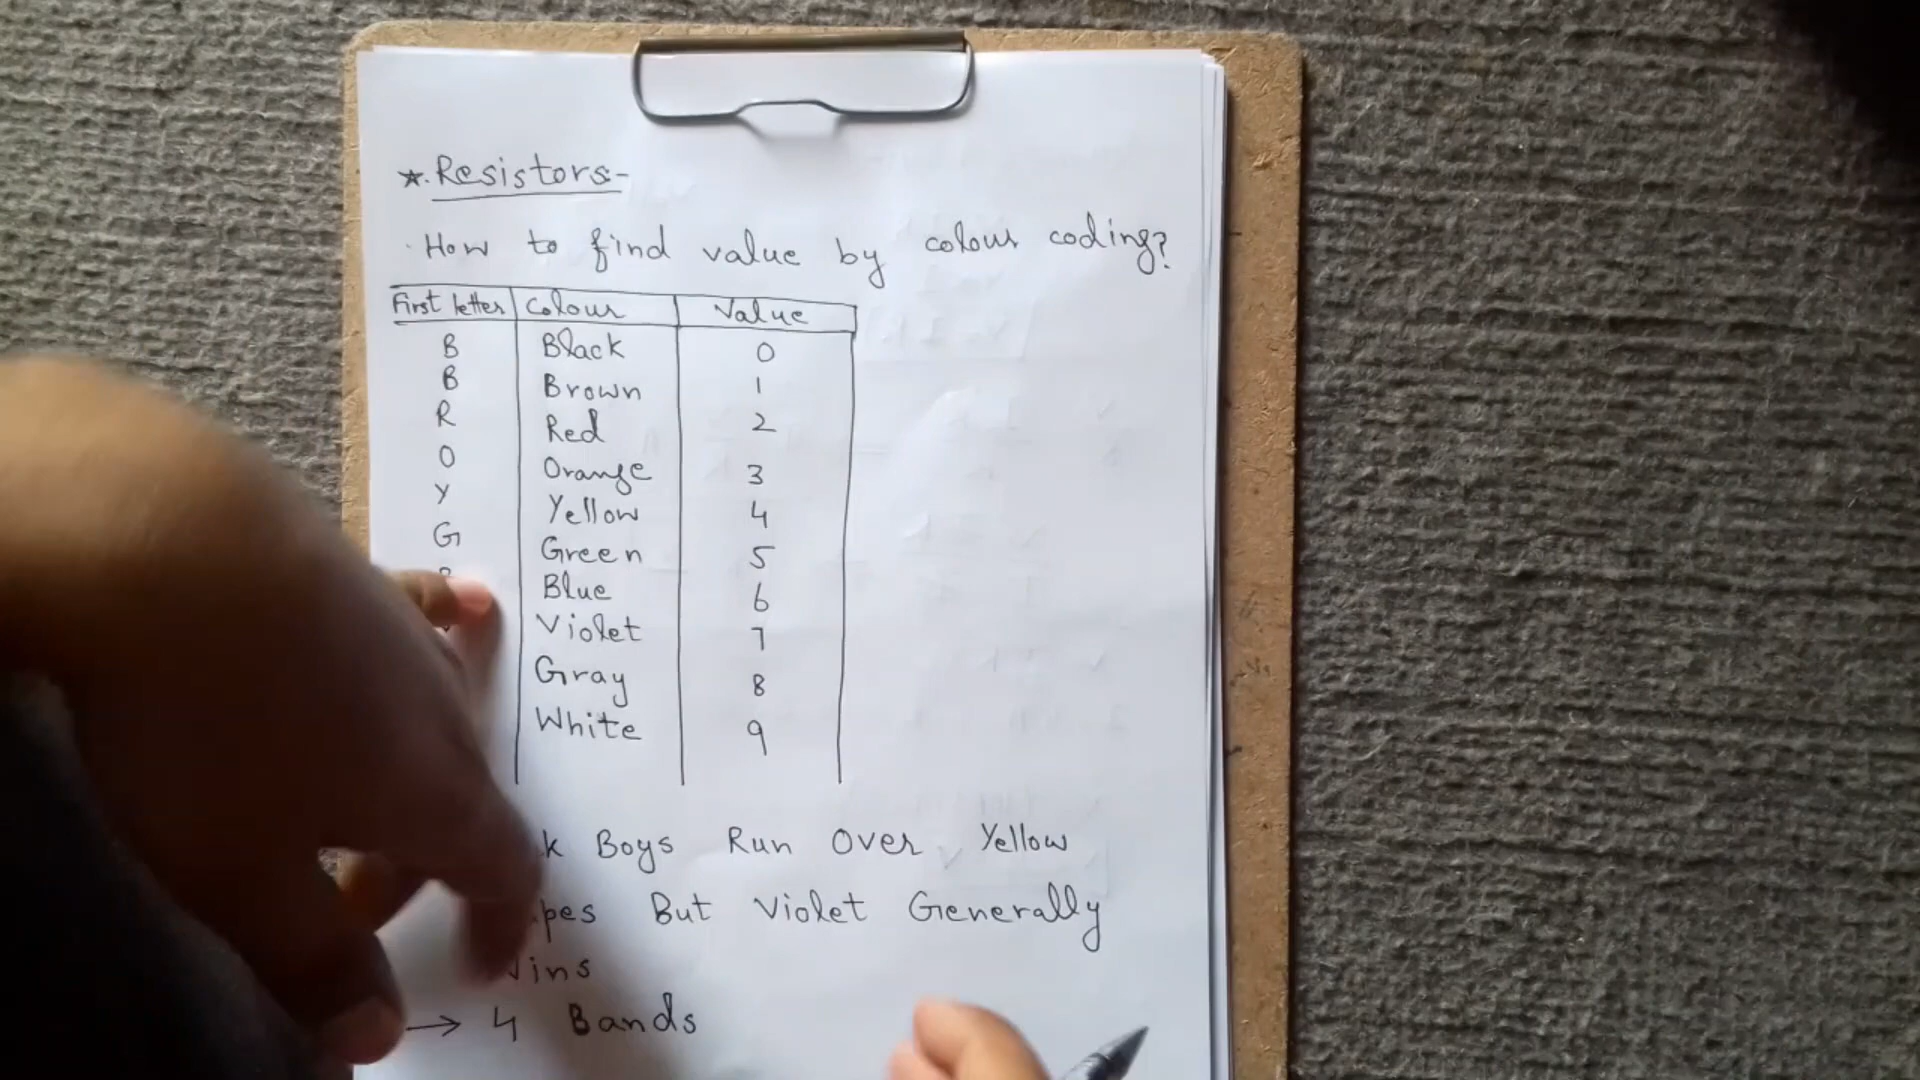 ★. Resistors:-
. How to find value by colour coding?
First letter Colour Value
B Black 0
B Brown 1
R Red 2
O Orange 3
Y Yellow 4
G Green 5
Blue 6
Violet 7
Gray 8
White 9
Boys Run Over Yellow
But Violet Generally
→ 4 Bands